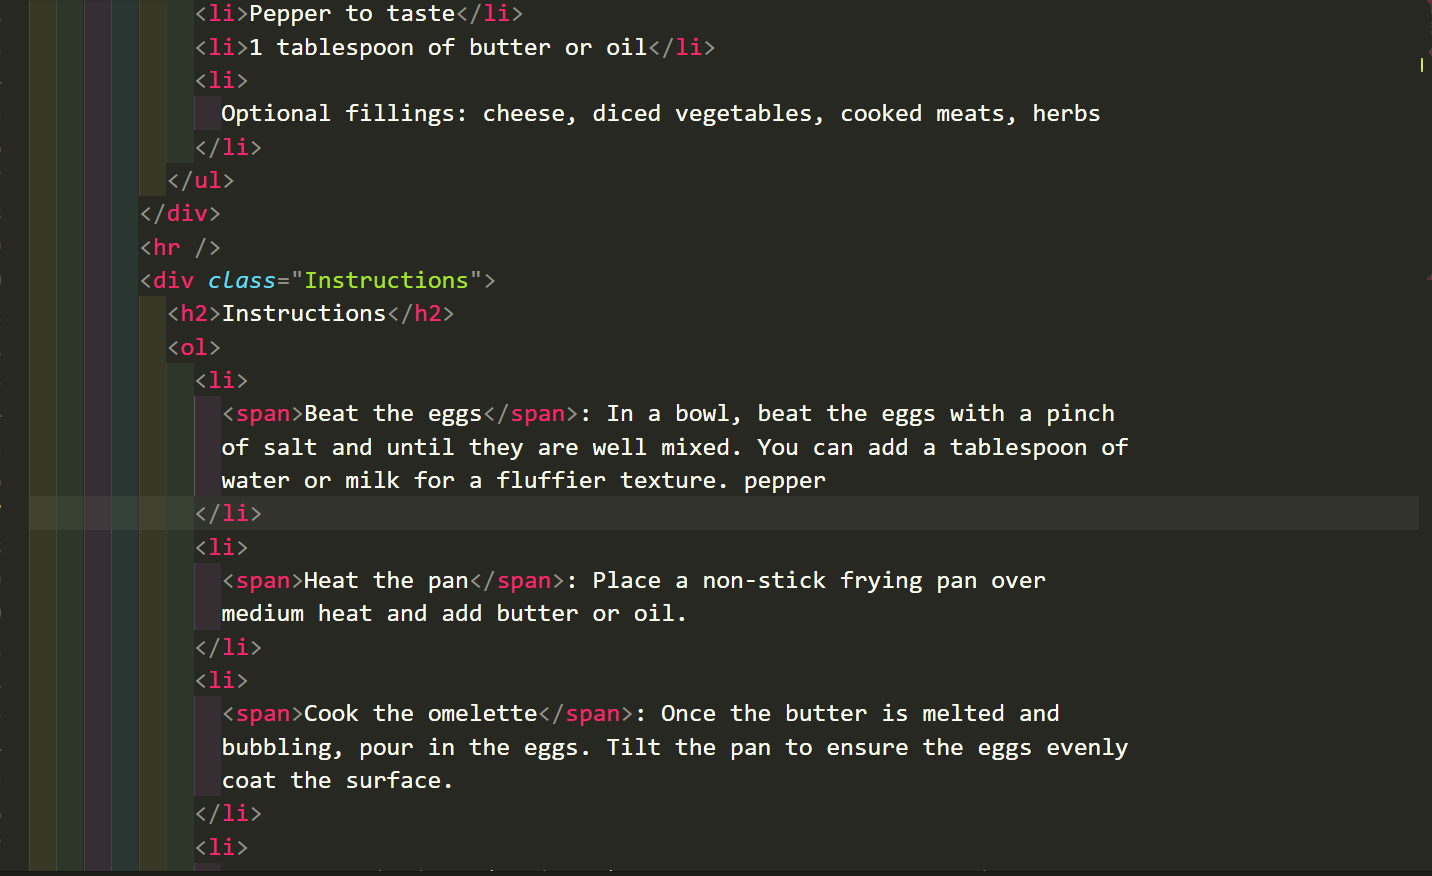 <li>Pepper to taste</li>
<li>1 tablespoon of butter or oil</li>
<li>
Optional fillings: cheese, diced vegetables, cooked meats, herbs
</li>
</ul>
</div>
<hr />
<div class="Instructions">
<h2>Instructions</h2>
<ol>
<li>
<span>Beat the eggs</span>: In a bowl, beat the eggs with a pinch
of salt and until they are well mixed. You can add a tablespoon of
water or milk for a fluffier texture. pepper
</li>
<li>
<span>Heat the pan</span>: Place a non-stick frying pan over
medium heat and add butter or oil.
</li>
<li>
<span>Cook the omelette</span>: Once the butter is melted and
bubbling, pour in the eggs. Tilt the pan to ensure the eggs evenly
coat the surface.
</li>
<li>